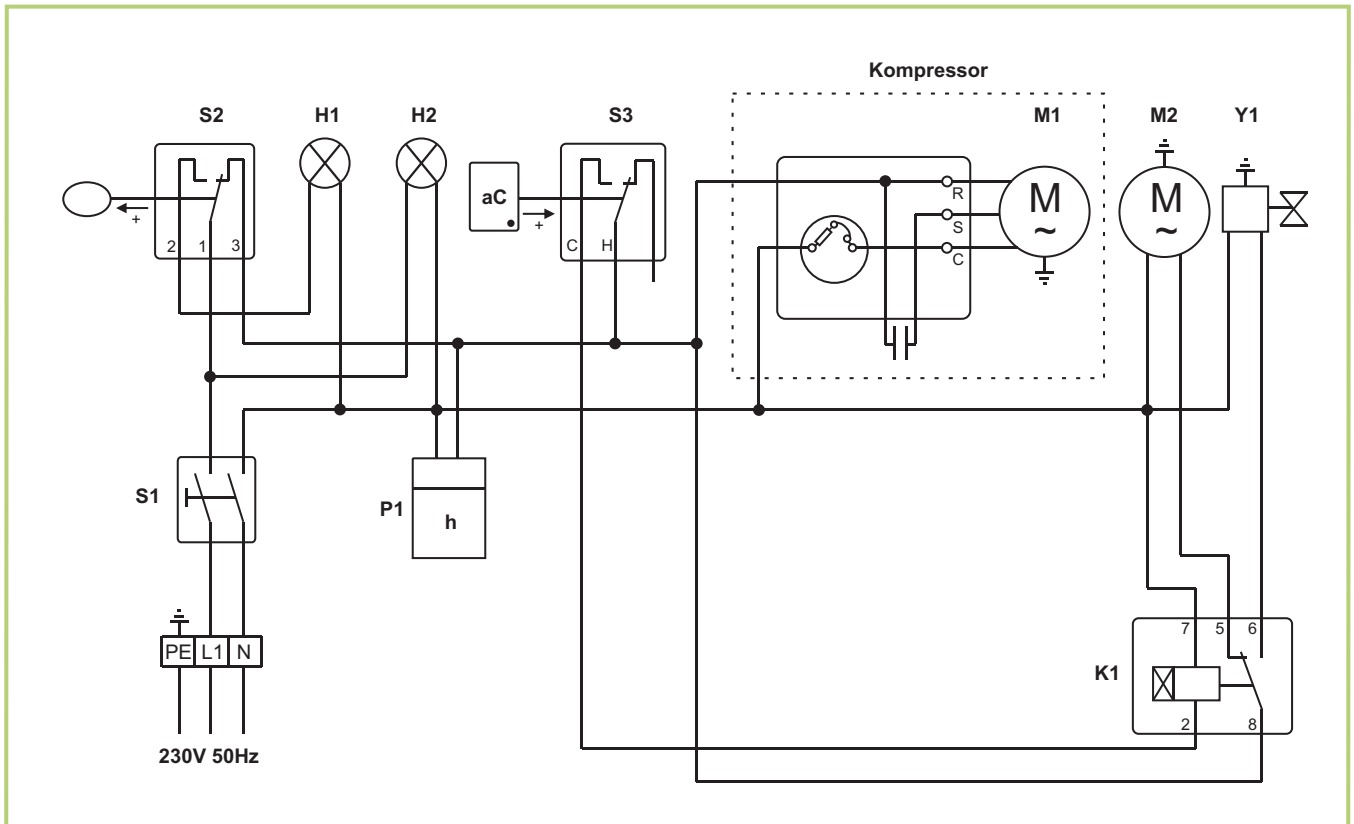 Kompressor
S2 H1 H2 S3 M1 M2 Y1
aC
+ +
M ~ M ~
R
S
C
2 1 3 C H
S1
P1
h
7 5 6
K1
2 8
PE L1 N
230V 50Hz